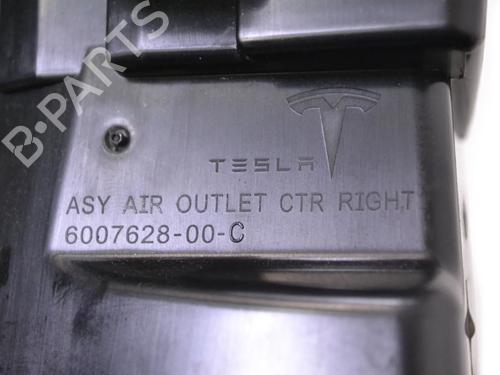 B-PARTS
TESLA
ASY AIR OUTLET CTR RIGHT
6007628-00-C